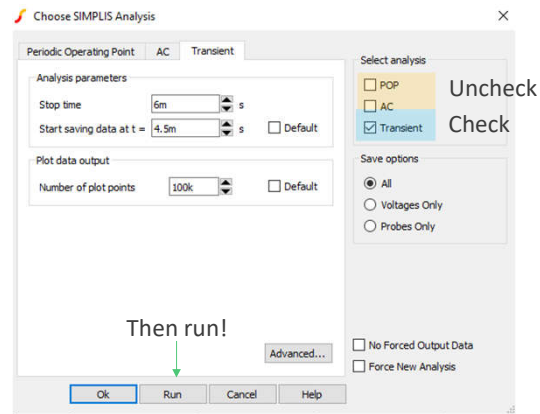 Choose SIMPLIS Analysis
Periodic Operating Point AC Transient
Analysis parameters
Stop time 6m s
Start saving data at t = 4.5m s Default
Plot data output
Number of plot points 100k Default
Select analysis
POP
AC
Transient
Uncheck
Check
Save options
All
Voltages Only
Probes Only
Then run!
Advanced...
No Forced Output Data
Force New Analysis
Ok Run Cancel Help